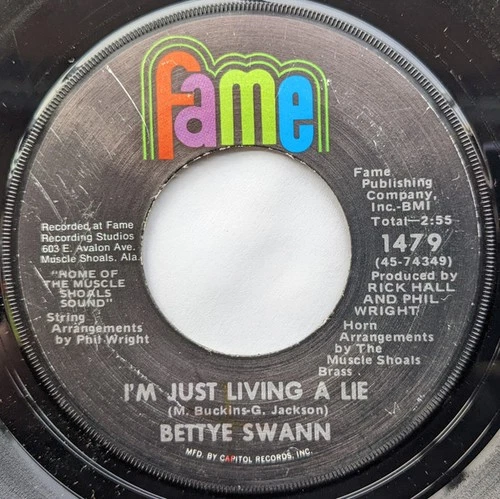 fame
Recorded at Fame
Recording Studios
603 E. Avalon Ave.
Muscle Shoals, Ala.
"HOME OF
THE MUSCLE
SHOALS
SOUND"
String
Arrangements
by Phil Wright
Fame
Publishing
Company,
Inc.-BMI
Total-2:55
1479
(45-74349)
Produced by
RICK HALL
AND PHIL
WRIGHT
Horn
Arrangements
by The
Muscle Shoals
Brass
I'M JUST LIVING A LIE
(M. Buckins-G. Jackson)
BETTYE SWANN
MFD. BY CAPITOL RECORDS, INC.